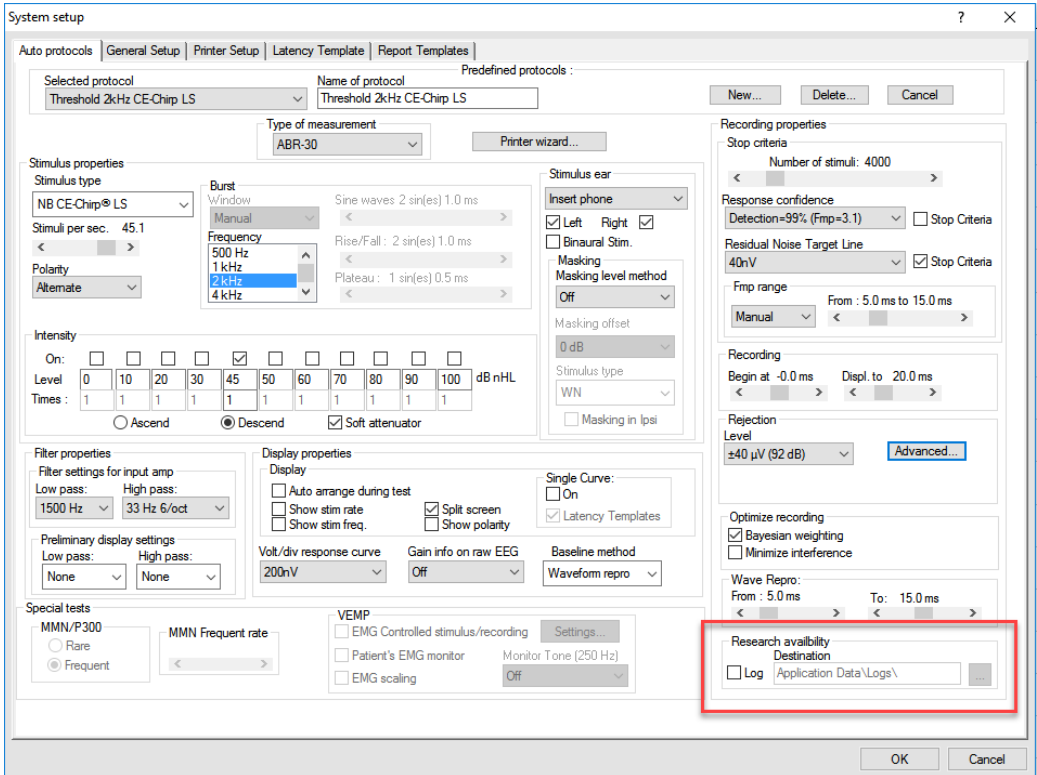 System setup
? ×
Auto protocols General Setup Printer Setup Latency Template Report Templates
Predefined protocols :
Selected protocol
Threshold 2kHz CE-Chirp LS
Name of protocol
Threshold 2kHz CE-Chirp LS
New... Delete... Cancel
Type of measurement
ABR-30
Printer wizard...
Stimulus properties
Stimulus type
NB CE-Chirp® LS
Stimuli per sec. 45.1
Polarity
Alternate
Burst
Window
Manual
Frequency
500 Hz
1 kHz
2 kHz
4 kHz
Sine waves 2 sin(es) 1.0 ms
Rise/Fall : 2 sin(es) 1.0 ms
Plateau : 1 sin(es) 0.5 ms
Intensity
On:
Level 0 10 20 30 45 50 60 70 80 90 100 dB nHL
Times : 1 1 1 1 1 1 1 1 1 1 1
Ascend Descend Soft attenuator
Stimulus ear
Insert phone
Left Right
Binaural Stim.
Masking
Masking level method
Off
Masking offset
0 dB
Stimulus type
WN
Masking in Ipsi
Recording properties
Stop criteria
Number of stimuli: 4000
Response confidence
Detection=99% (Fmp=3.1) Stop Criteria
Residual Noise Target Line
40nV Stop Criteria
Fmp range
Manual
From : 5.0 ms to 15.0 ms
Recording
Begin at -0.0 ms Displ. to 20.0 ms
Rejection
Level
±40 µV (92 dB)
Advanced...
Optimize recording
Bayesian weighting
Minimize interference
Wave Repro:
From : 5.0 ms To: 15.0 ms
Filter properties
Filter settings for input amp
Low pass: High pass:
1500 Hz 33 Hz 6/oct
Preliminary display settings
Low pass: High pass:
None None
Display properties
Display
Auto arrange during test
Show stim rate Split screen
Show stim freq. Show polarity
Single Curve:
On
Latency Templates
Volt/div response curve Gain info on raw EEG Baseline method
200nV Off Waveform repro
Special tests
MMN/P300
Rare
Frequent
MMN Frequent rate
VEMP
EMG Controlled stimulus/recording Settings...
Patient's EMG monitor Monitor Tone (250 Hz)
EMG scaling Off
Research availbility
Destination
Log Application Data\Logs\ ...
OK Cancel